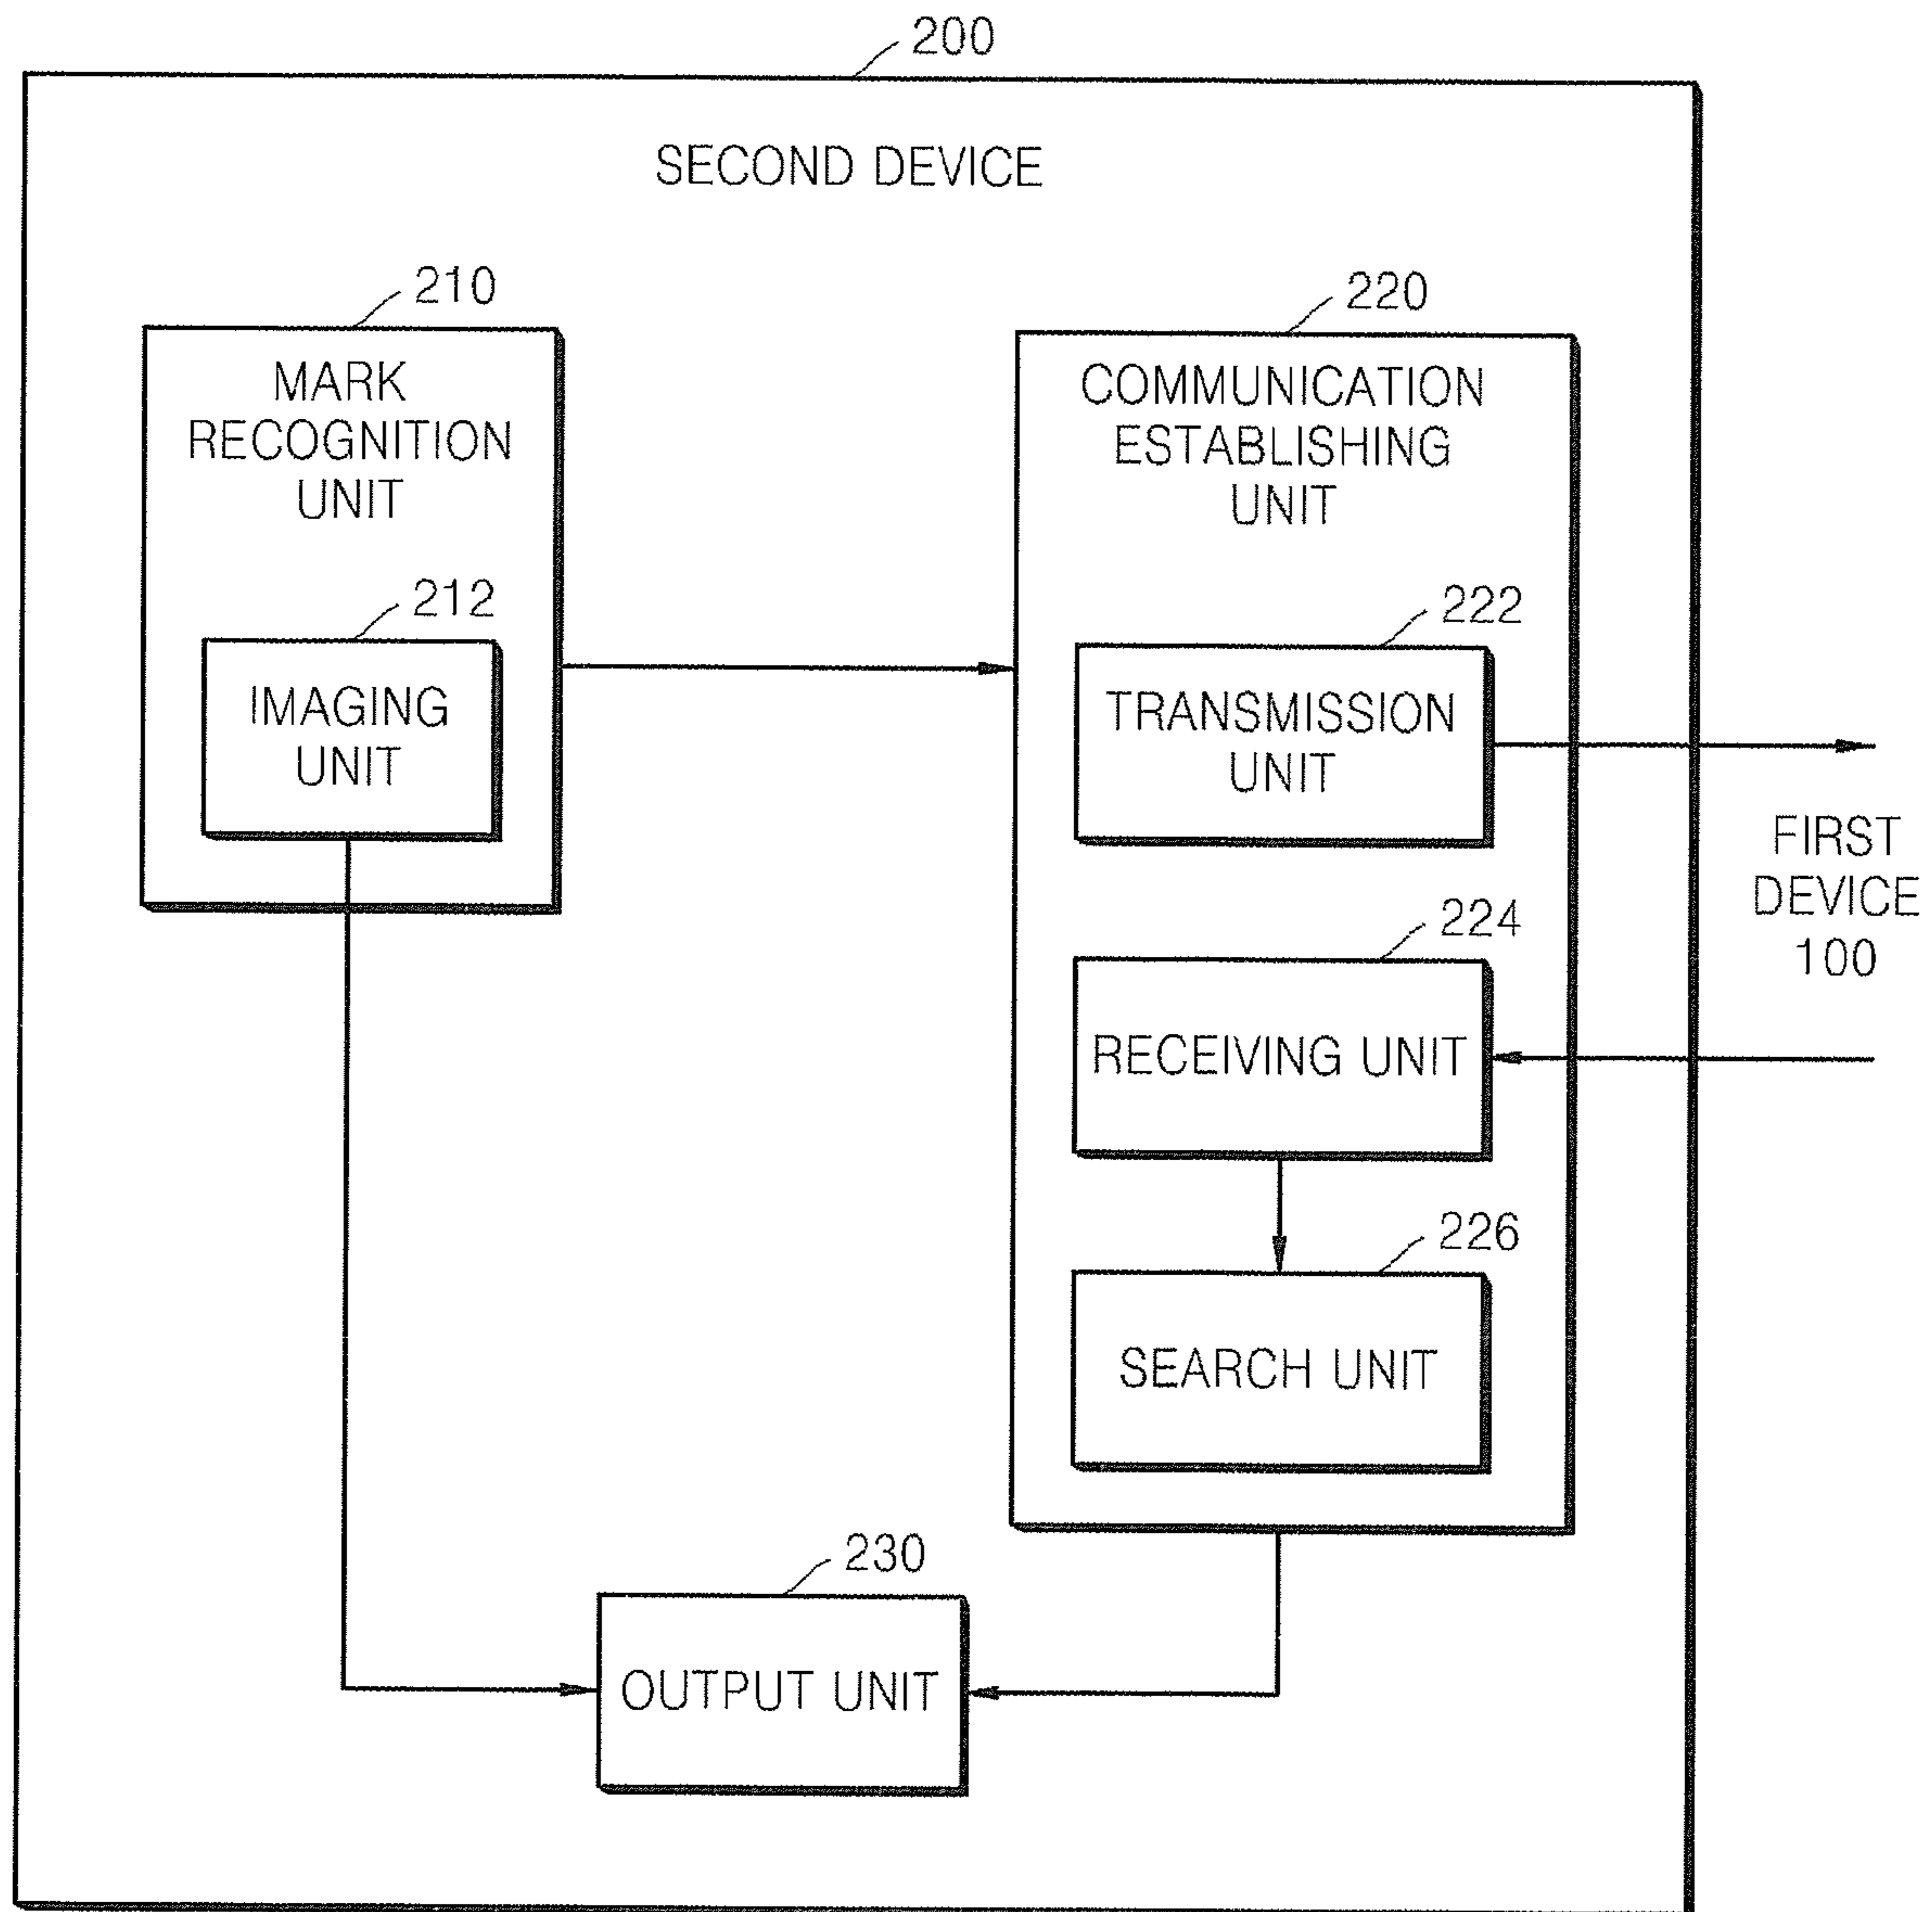 200
SECOND DEVICE
210
MARK
RECOGNITION
UNIT
212
IMAGING
UNIT
220
COMMUNICATION
ESTABLISHING
UNIT
222
TRANSMISSION
UNIT
FIRST
DEVICE
100
224
RECEIVING UNIT
226
SEARCH UNIT
230
OUTPUT UNIT